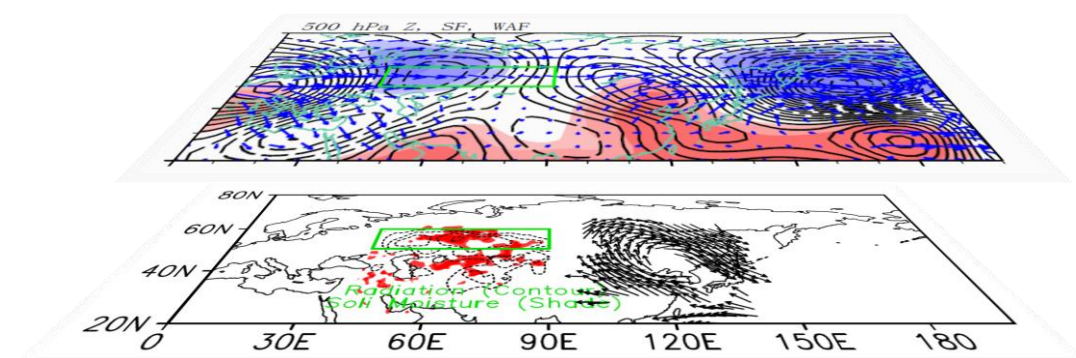 500 hPa Z, SF, WAF
80N
60N
40N
20N
Radiation (Contour)
Soli Moisture (Shade)
0 30E 60E 90E 120E 150E 180